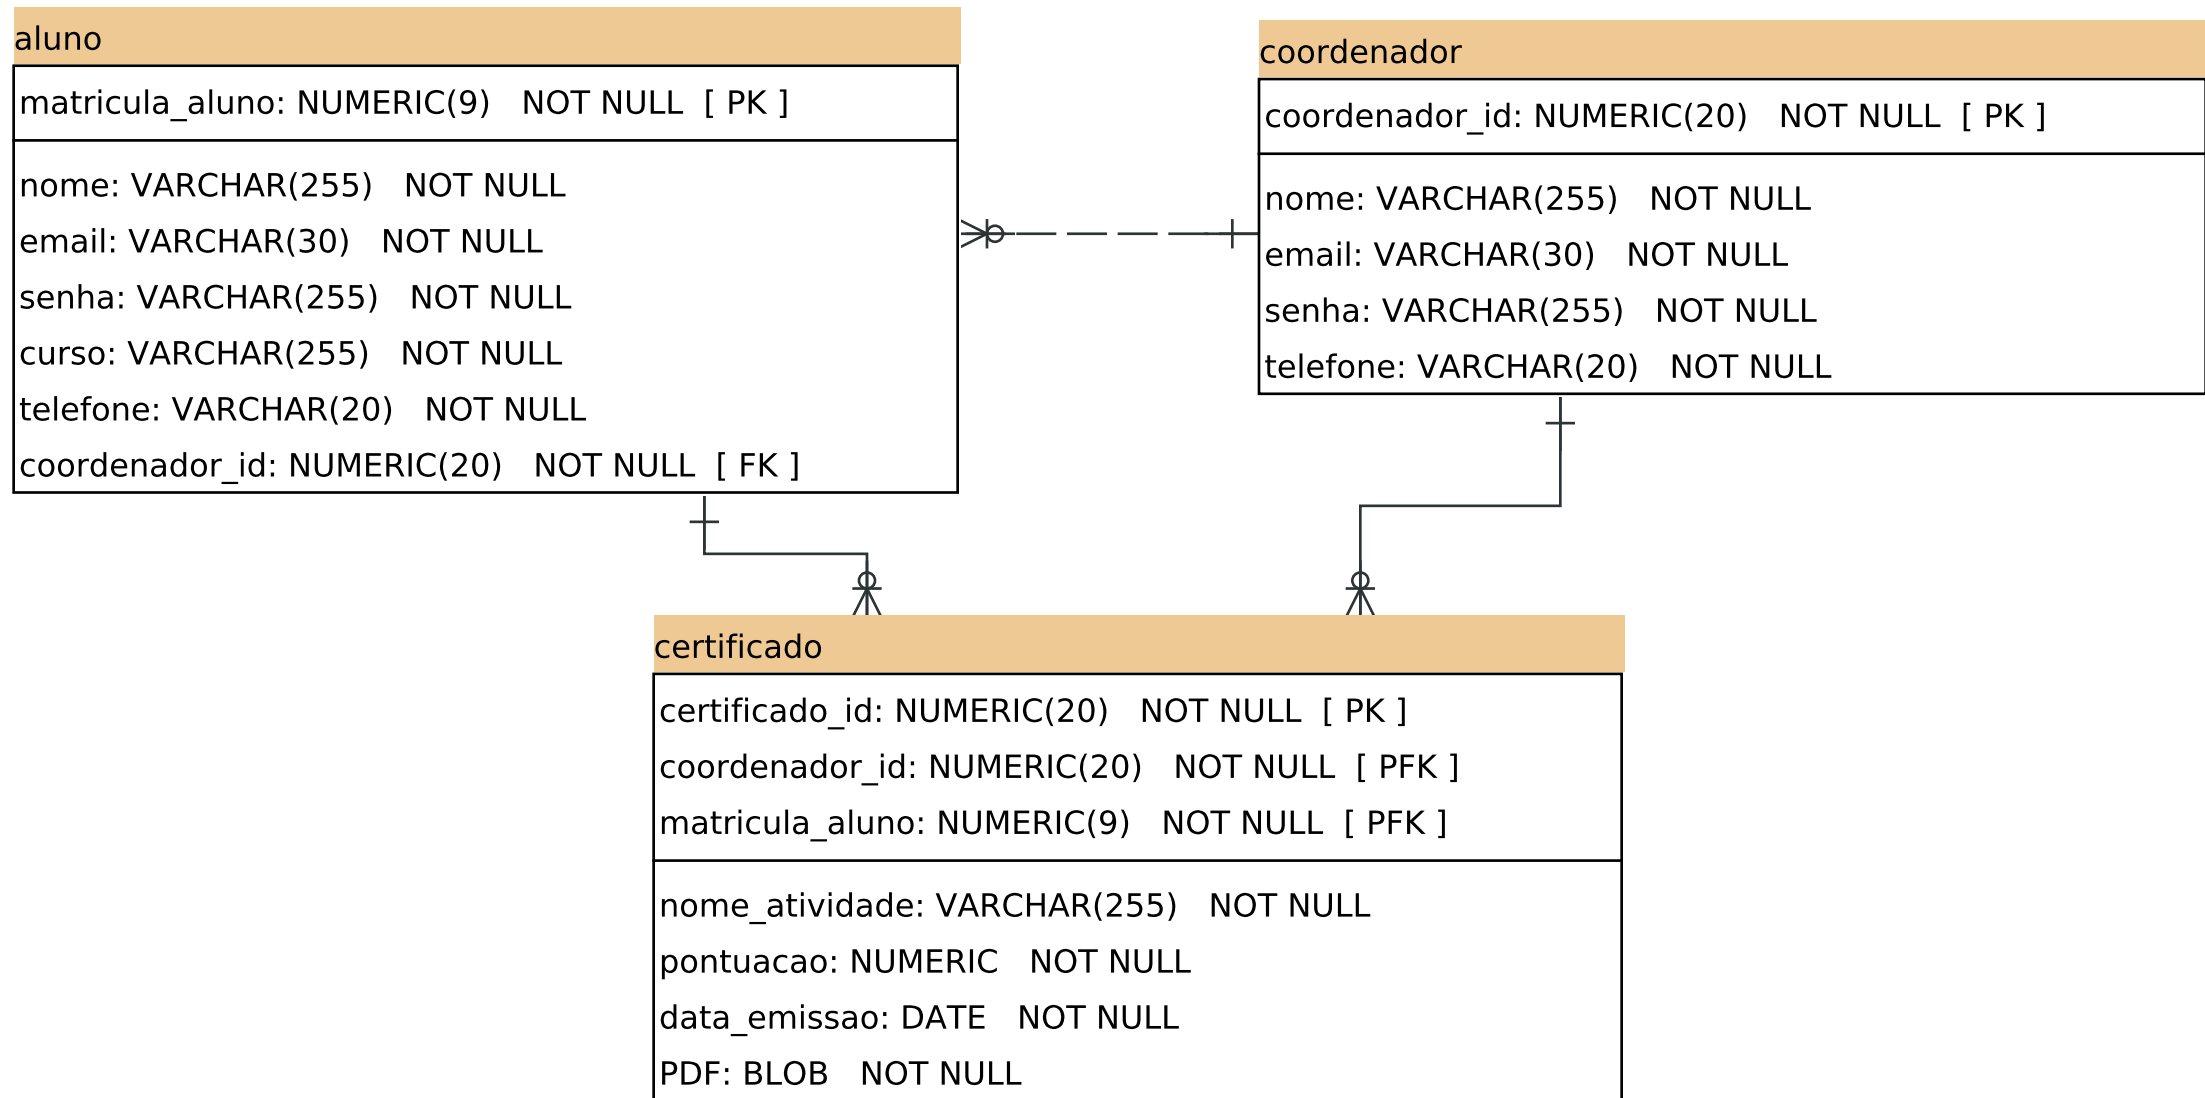 aluno
matricula_aluno: NUMERIC(9) NOT NULL [ PK ]
nome: VARCHAR(255) NOT NULL
email: VARCHAR(30) NOT NULL
senha: VARCHAR(255) NOT NULL
curso: VARCHAR(255) NOT NULL
telefone: VARCHAR(20) NOT NULL
coordenador_id: NUMERIC(20) NOT NULL [ FK ]
coordenador
coordenador_id: NUMERIC(20) NOT NULL [ PK ]
nome: VARCHAR(255) NOT NULL
email: VARCHAR(30) NOT NULL
senha: VARCHAR(255) NOT NULL
telefone: VARCHAR(20) NOT NULL
certificado
certificado_id: NUMERIC(20) NOT NULL [ PK ]
coordenador_id: NUMERIC(20) NOT NULL [ PFK ]
matricula_aluno: NUMERIC(9) NOT NULL [ PFK ]
nome_atividade: VARCHAR(255) NOT NULL
pontuacao: NUMERIC NOT NULL
data_emissao: DATE NOT NULL
PDF: BLOB NOT NULL